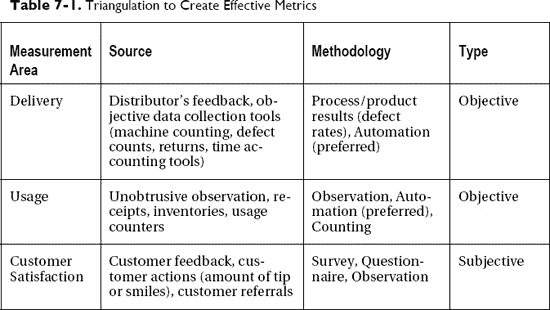 Table 7-1. Triangulation to Create Effective Metrics
Measurement Area
Source
Methodology
Type
Delivery
Distributor's feedback, ob-
jective data collection tools
(machine counting, defect
counts, returns, time ac-
counting tools)
Process/product
results (defect
rates), Automation
(preferred)
Objective
Usage
Unobtrusive observation, re-
ceipts, inventories, usage
counters
Observation, Auto-
mation (preferred),
Counting
Objective
Customer
Satisfaction
Customer feedback, cus-
tomer actions (amount of tip
or smiles), customer referrals
Survey, Question-
naire, Observation
Subjective